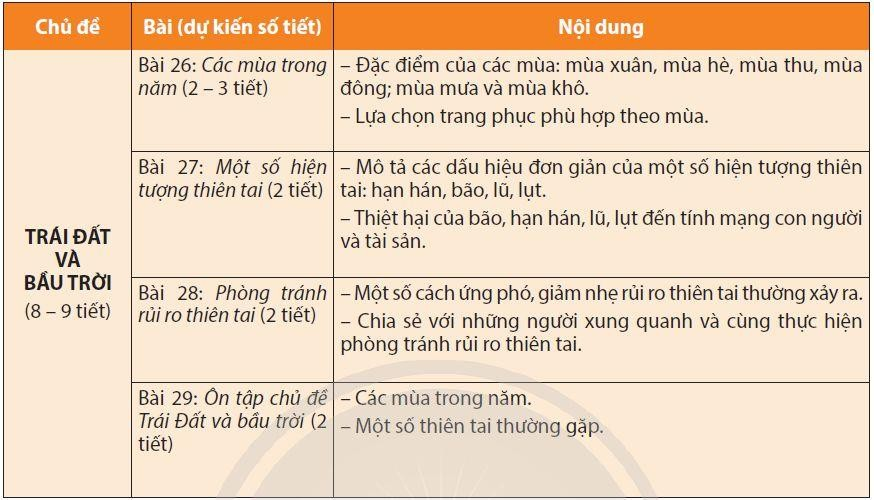 Chủ đề
Bài (dự kiến số tiết)
Nội dung
TRÁI ĐẤT
VÀ
BẦU TRỜI
(8 – 9 tiết)
Bài 26: Các mùa trong
năm (2 – 3 tiết)
– Đặc điểm của các mùa: mùa xuân, mùa hè, mùa thu, mùa
đông; mùa mưa và mùa khô.
– Lựa chọn trang phục phù hợp theo mùa.
Bài 27: Một số hiện
tượng thiên tai (2 tiết)
– Mô tả các dấu hiệu đơn giản của một số hiện tượng thiên
tai: hạn hán, bão, lũ, lụt.
– Thiệt hại của bão, hạn hán, lũ, lụt đến tính mạng con người
và tài sản.
Bài 28: Phòng tránh
rủi ro thiên tai (2 tiết)
– Một số cách ứng phó, giảm nhẹ rủi ro thiên tai thường xảy ra.
– Chia sẻ với những người xung quanh và cùng thực hiện
phòng tránh rủi ro thiên tai.
Bài 29: Ôn tập chủ đề
Trái Đất và bầu trời (2
tiết)
– Các mùa trong năm.
– Một số thiên tai thường gặp.